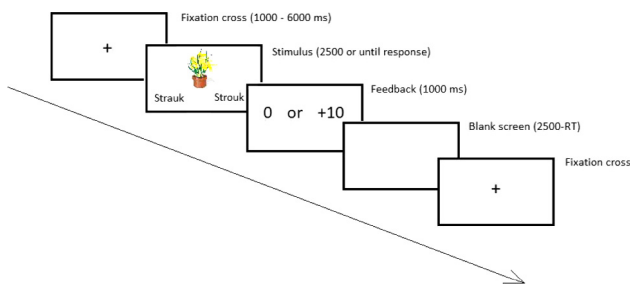 Fixation cross (1000 - 6000 ms)
+
Stimulus (2500 or until response)
Strauk Strouk
Feedback (1000 ms)
0 or +10
Blank screen (2500-RT)
Fixation cross
+